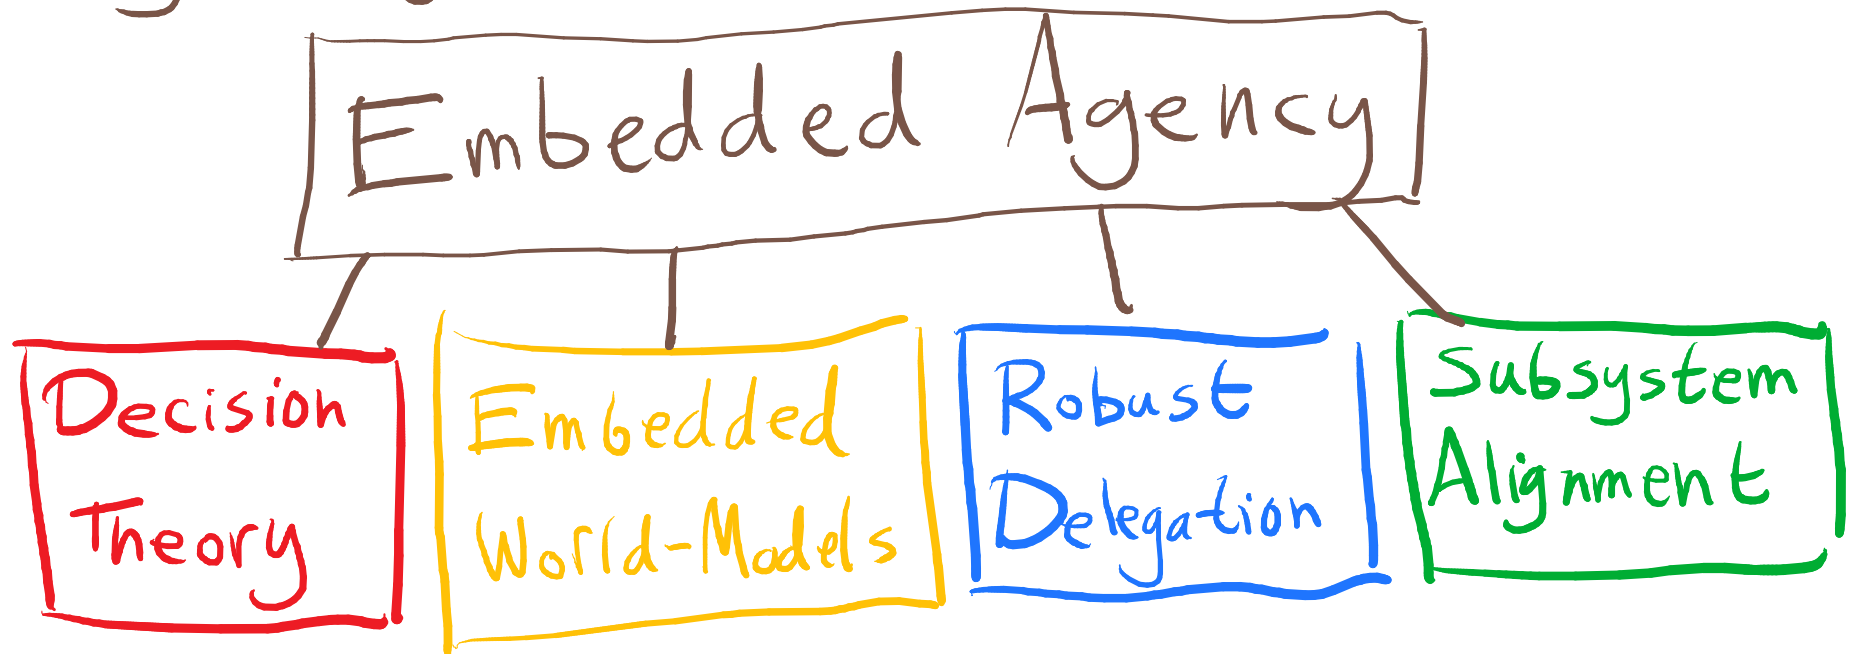 Embedded Agency
Decision
Theory
Embedded
World-Models
Robust
Delegation
Subsystem
Alignment